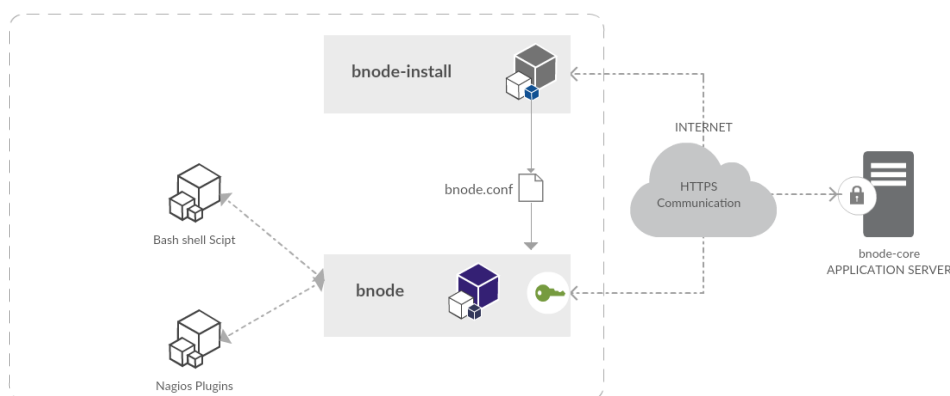 bnode-install
INTERNET
HTTPS
Communication
bnode.conf
Bash shell Scipt
bnode-core
APPLICATION SERVER
bnode
Nagios Plugins